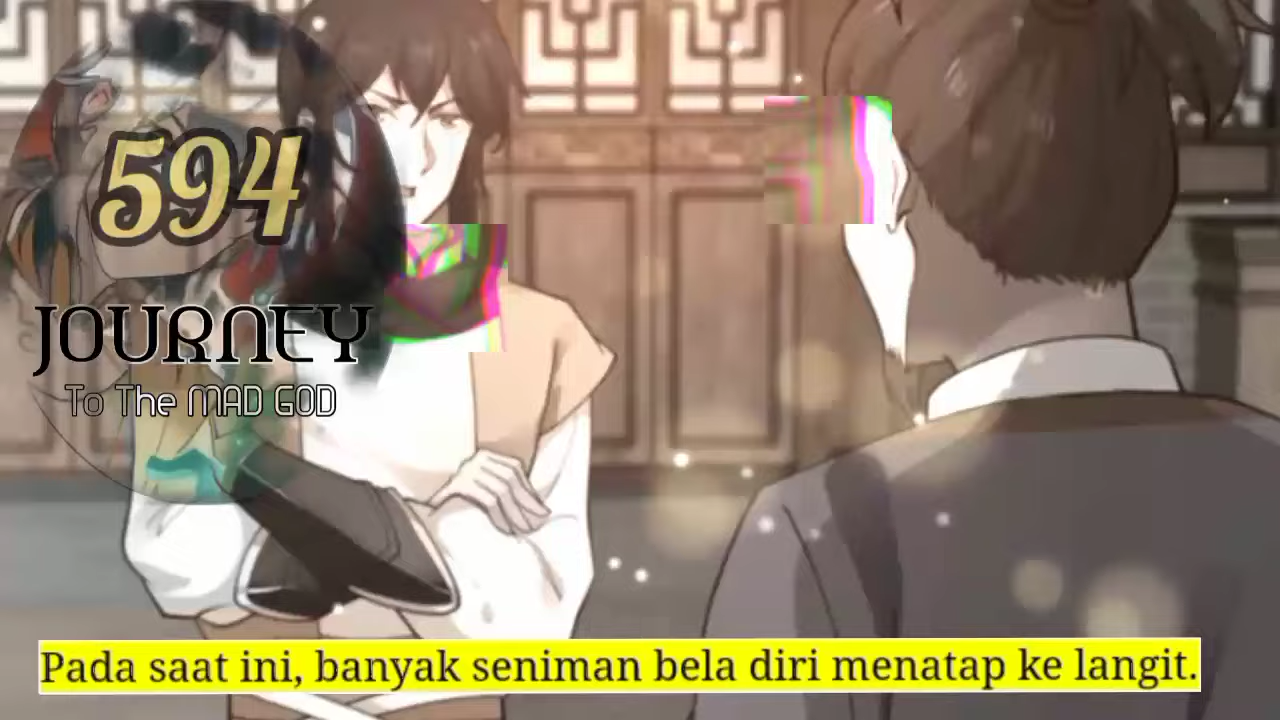 594
JOURNEY
To The MAD GOD
Pada saat ini, banyak seniman bela diri menatap ke langit.